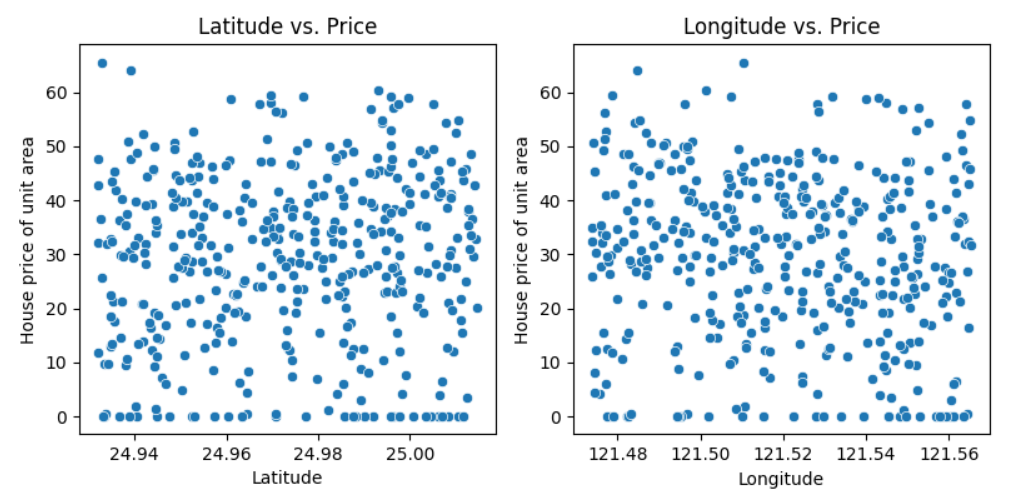 Latitude vs. Price
House price of unit area
60
50
40
30
20
10
0
24.94 24.96 24.98 25.00
Latitude
Longitude vs. Price
House price of unit area
60
50
40
30
20
10
0
121.48 121.50 121.52 121.54 121.56
Longitude